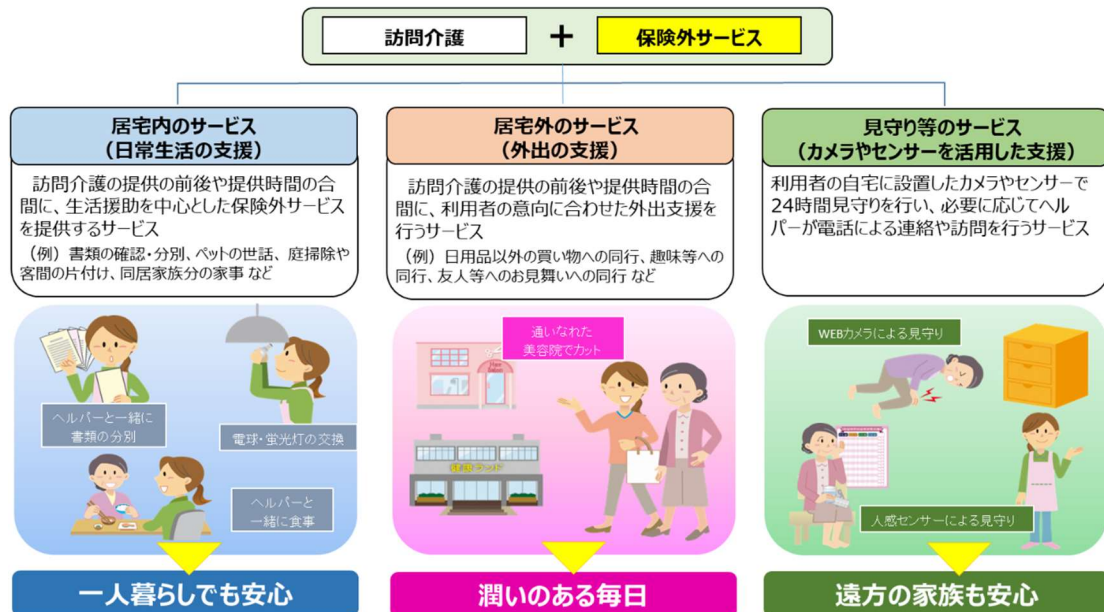 訪問介護
+
保険外サービス
居宅内のサービス
（日常生活の支援）
訪問介護の提供の前後や提供時間の合
間に、生活援助を中心とした保険外サービス
を提供するサービス
（例）書類の確認・分別、ペットの世話、庭掃除や
客間の片付け、同居家族分の家事 など
ヘルパーと一緒に
書類の分別
電球・蛍光灯の交換
ヘルパーと
一緒に食事
一人暮らしでも安心
居宅外のサービス
（外出の支援）
訪問介護の提供の前後や提供時間の合
間に、利用者の意向に合わせた外出支援を
行うサービス
（例）日用品以外の買い物への同行、趣味等への
同行、友人等へのお見舞いへの同行 など
通いなれた
美容院でカット
健康ランド
潤いのある毎日
見守り等のサービス
（カメラやセンサーを活用した支援）
利用者の自宅に設置したカメラやセンサーで
24時間見守りを行い、必要に応じてヘル
パーが電話による連絡や訪問を行うサービス
WEBカメラによる見守り
人感センサーによる見守り
遠方の家族も安心